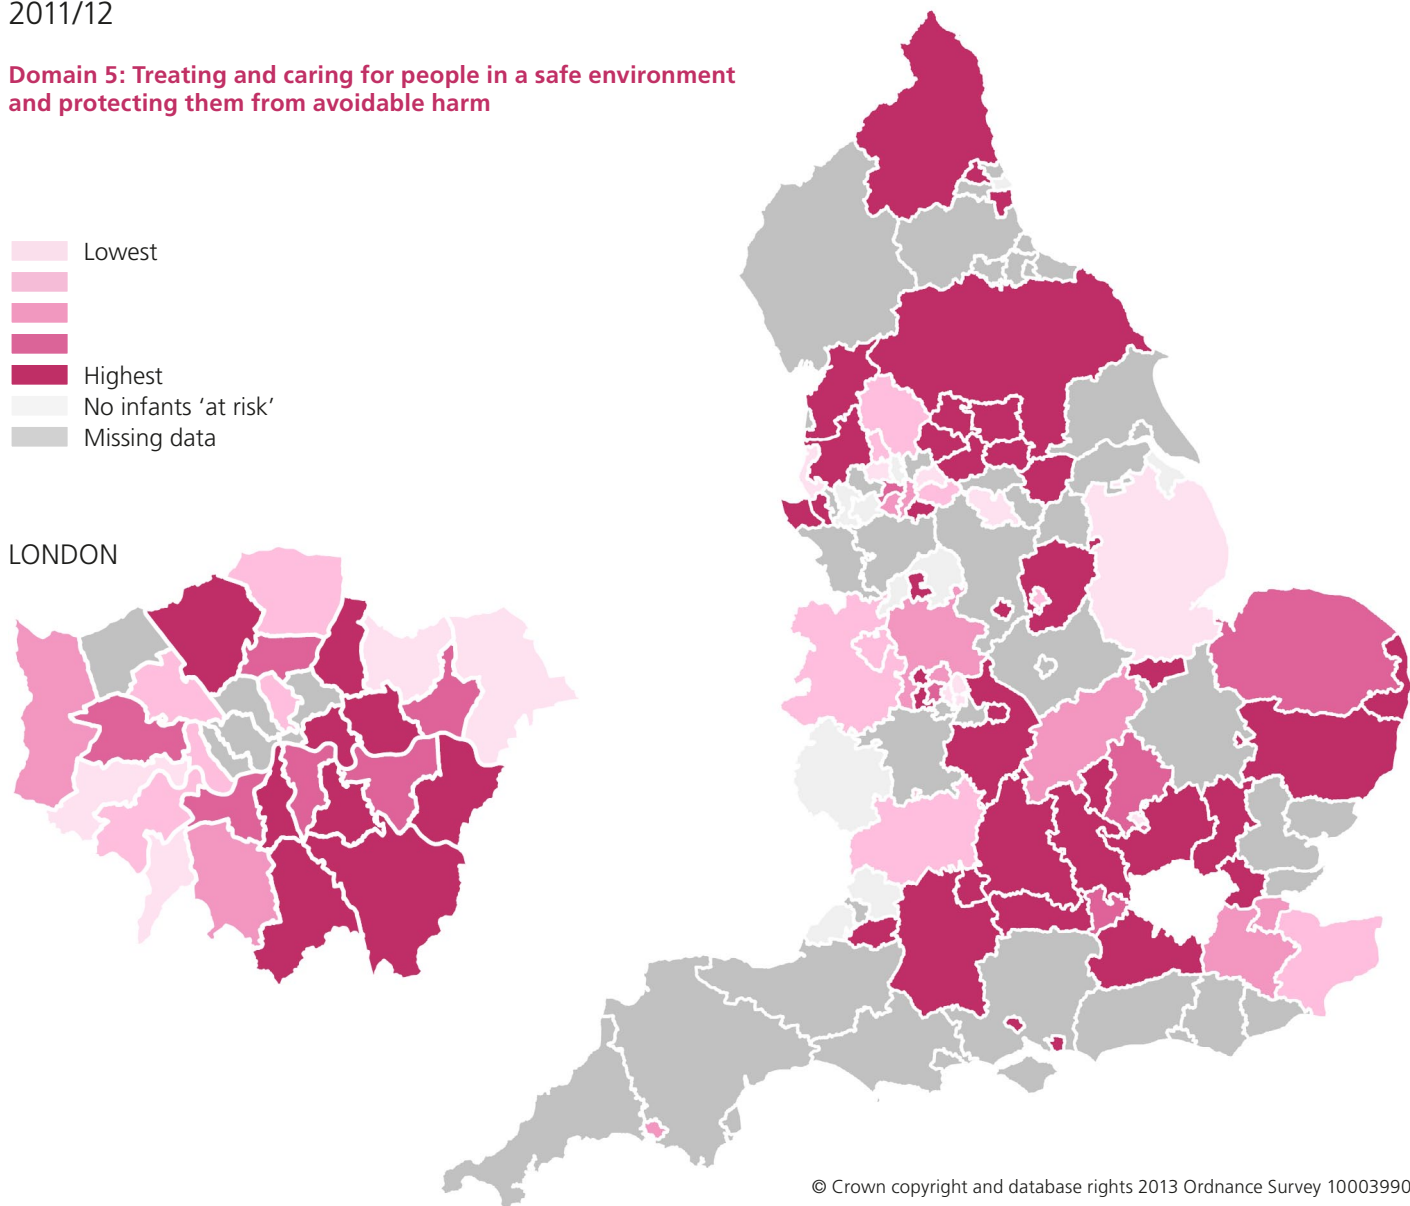 2011/12
Domain 5: Treating and caring for people in a safe environment
and protecting them from avoidable harm
Lowest
Highest
No infants ‘at risk’
Missing data
LONDON
© Crown copyright and database rights 2013 Ordnance Survey 10003990